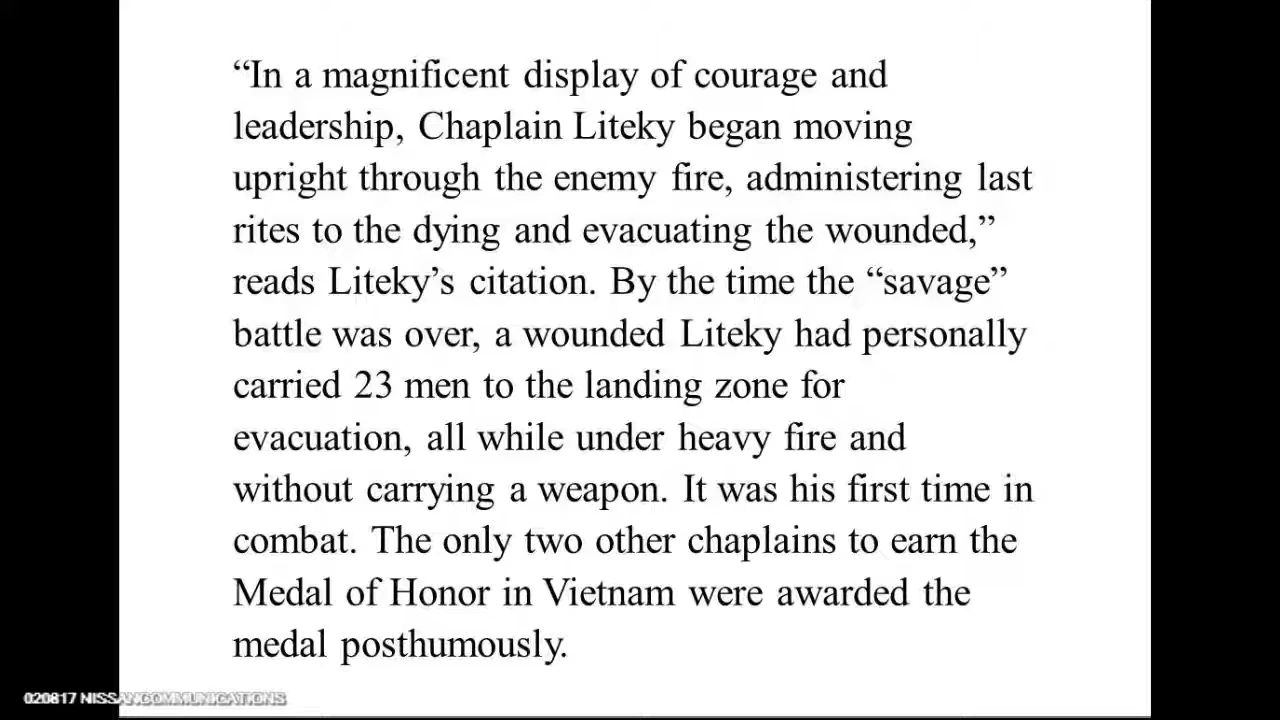 “In a magnificent display of courage and
leadership, Chaplain Liteky began moving
upright through the enemy fire, administering last
rites to the dying and evacuating the wounded,”
reads Liteky’s citation. By the time the “savage”
battle was over, a wounded Liteky had personally
carried 23 men to the landing zone for
evacuation, all while under heavy fire and
without carrying a weapon. It was his first time in
combat. The only two other chaplains to earn the
Medal of Honor in Vietnam were awarded the
medal posthumously.
020817 NISSANCOMMUNICATIONS